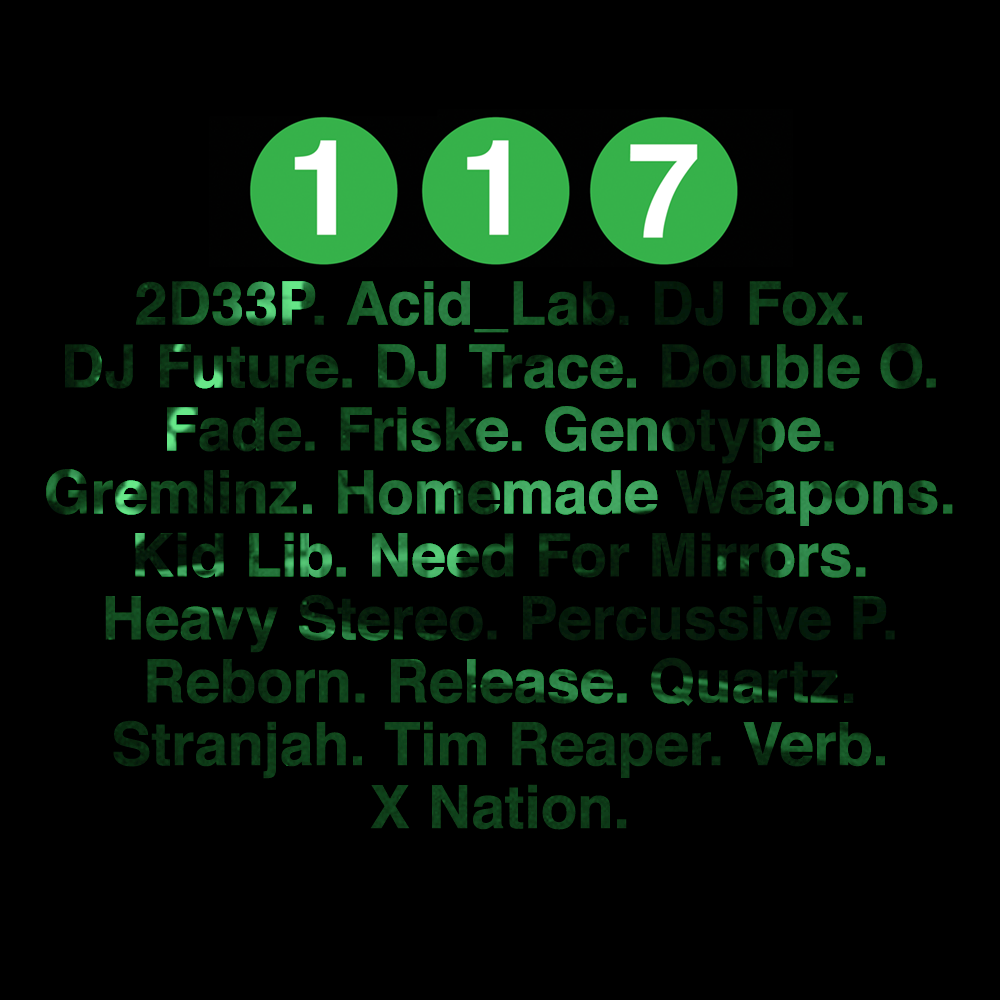 1 1 7
2D33P. Acid_Lab. DJ Fox.
DJ Future. DJ Trace. Double O.
Fade. Friske. Genotype.
Gremlinz. Homemade Weapons.
Kid Lib. Need For Mirrors.
Heavy Stereo. Percussive P.
Reborn. Release. Quartz.
Stranjah. Tim Reaper. Verb.
X Nation.